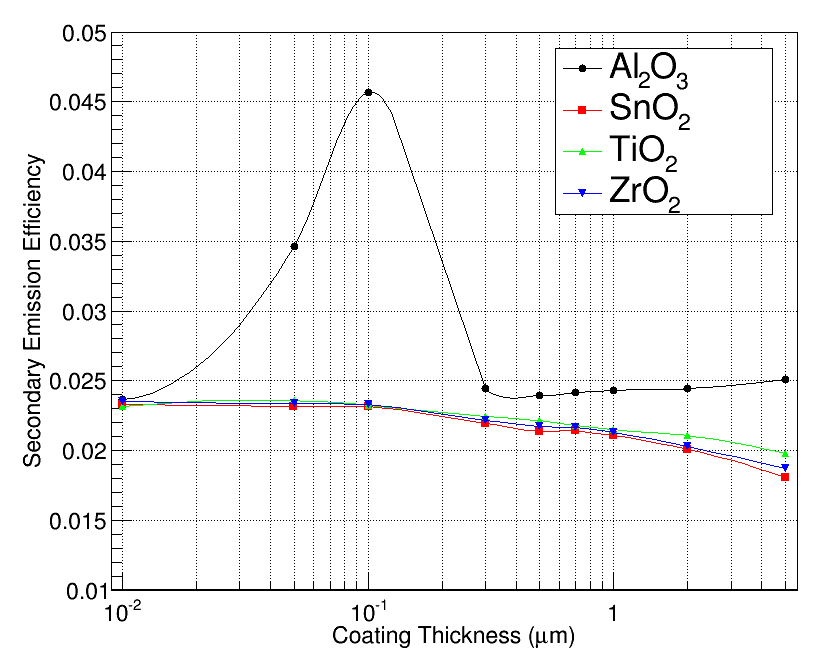 0.05
0.045
0.04
0.035
0.03
0.025
0.02
0.015
0.01
Secondary Emission Efficiency
Al₂O₃
SnO₂
TiO₂
ZrO₂
10⁻² 10⁻¹ 1
Coating Thickness (μm)